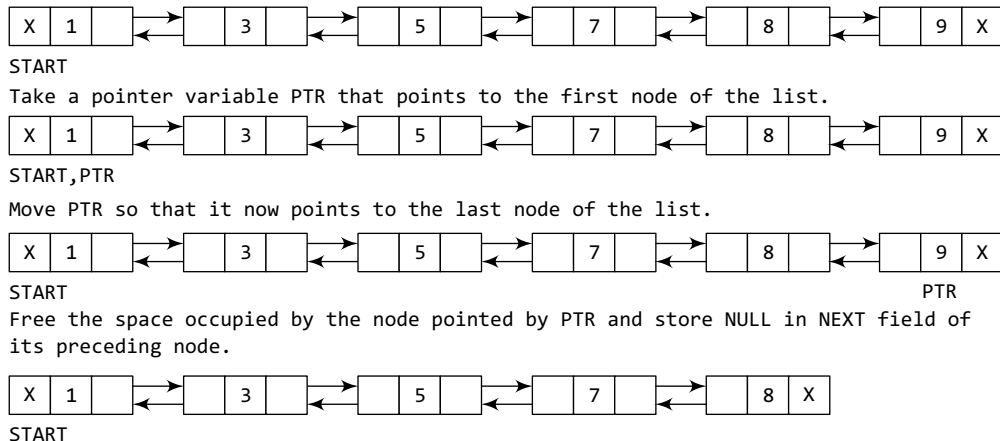 X 1 3 5 7 8 9 X
START
Take a pointer variable PTR that points to the first node of the list.
X 1 3 5 7 8 9 X
START,PTR
Move PTR so that it now points to the last node of the list.
X 1 3 5 7 8 9 X
START PTR
Free the space occupied by the node pointed by PTR and store NULL in NEXT field of
its preceding node.
X 1 3 5 7 8 X
START